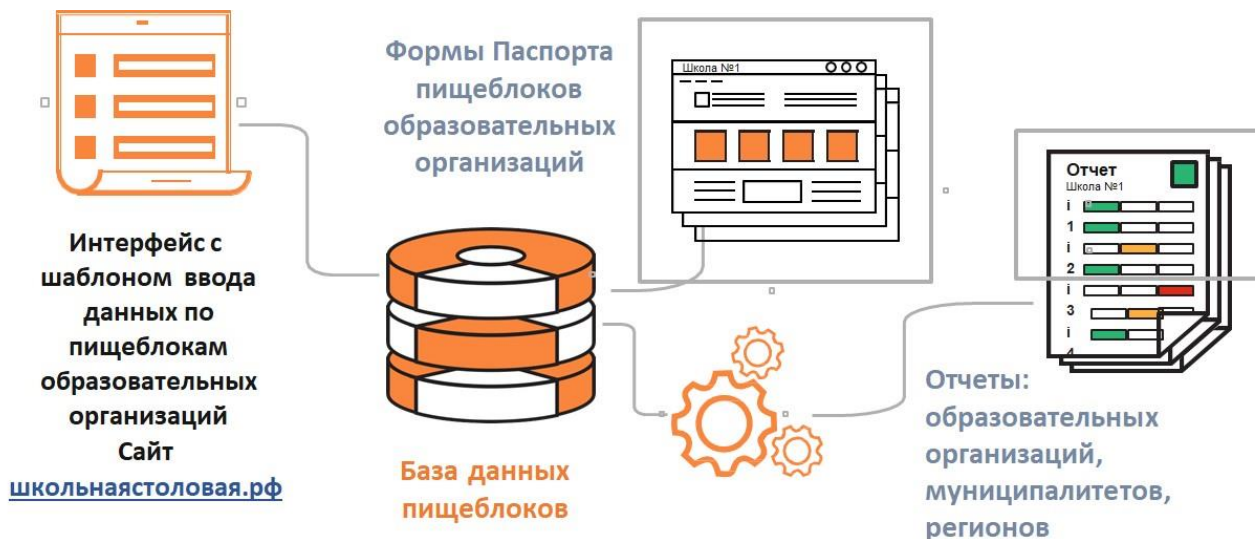 Интерфейс с
шаблоном ввода
данных по
пищеблокам
образовательных
организаций
Сайт
школьнаястоловая.рф
Формы Паспорта
пищеблоков
образовательных
организаций
База данных
пищеблоков
Школа №1
Отчет
Школа №1
i
1
i
2
i
3
i
4
Отчеты:
образовательных
организаций,
муниципалитетов,
регионов